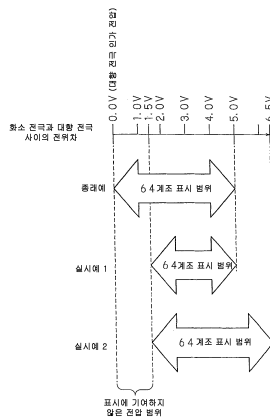 0.0V (대향 전극 인가 전압)
1.0V
1.5V
2.0V
3.0V
4.0V
5.0V
6.5V
화소 전극과 대향 전극
사이의 전위차
종래예
64계조 표시 범위
실시예 1
64계조 표시 범위
실시예 2
64계조 표시 범위
표시에 기여하지
않은 전압 범위